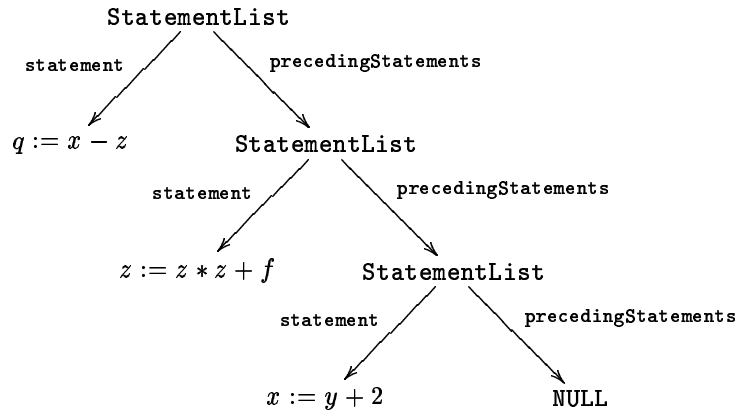 StatementList
statement
precedingStatements
q := x − z
StatementList
statement
precedingStatements
z := z * z + f
StatementList
statement
precedingStatements
x := y + 2
NULL